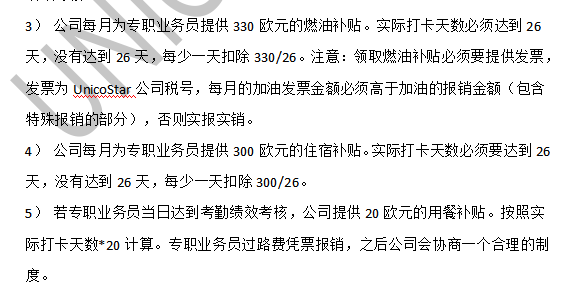 3） 公司每月为专职业务员提供 330 欧元的燃油补贴。实际打卡天数必须达到 26
天，没有达到 26 天，每少一天扣除 330/26。注意：领取燃油补贴必须要提供发票，
发票为 UnicoStar 公司税号，每月的加油发票金额必须高于加油的报销金额（包含
特殊报销的部分），否则实报实销。
4） 公司每月为专职业务员提供 300 欧元的住宿补贴。实际打卡天数必须要达到 26
天，没有达到 26 天，每少一天扣除 300/26。
5） 若专职业务员当日达到考勤绩效考核，公司提供 20 欧元的用餐补贴。按照实
际打卡天数*20 计算。专职业务员过路费凭票报销，之后公司会协商一个合理的制
度。